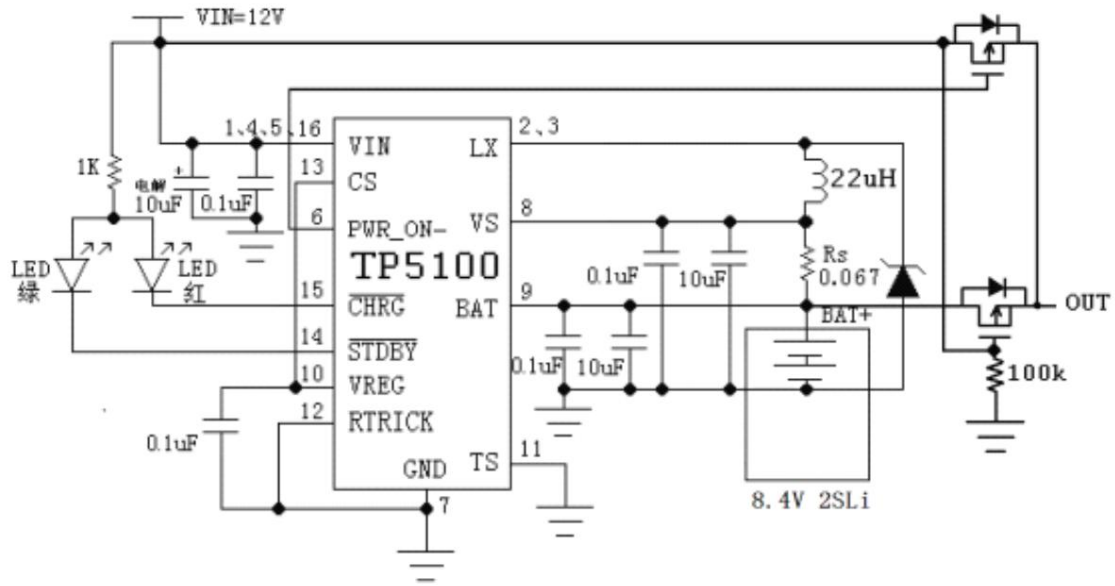 VIN=12V
1、4、5、16
VIN
LX
2、3
1K
电解
10uF
+
0.1uF
13
CS
22uH
6
PWR_ON-
VS
8
TP5100
LED
绿
LED
红
0.1uF
10uF
Rs
0.067
15
CHRG
BAT
9
OUT
BAT+
14
STDBY
0.1uF
10uF
10
VREG
100k
12
RTRICK
0.1uF
TS
11
GND
7
8.4V 2SLi